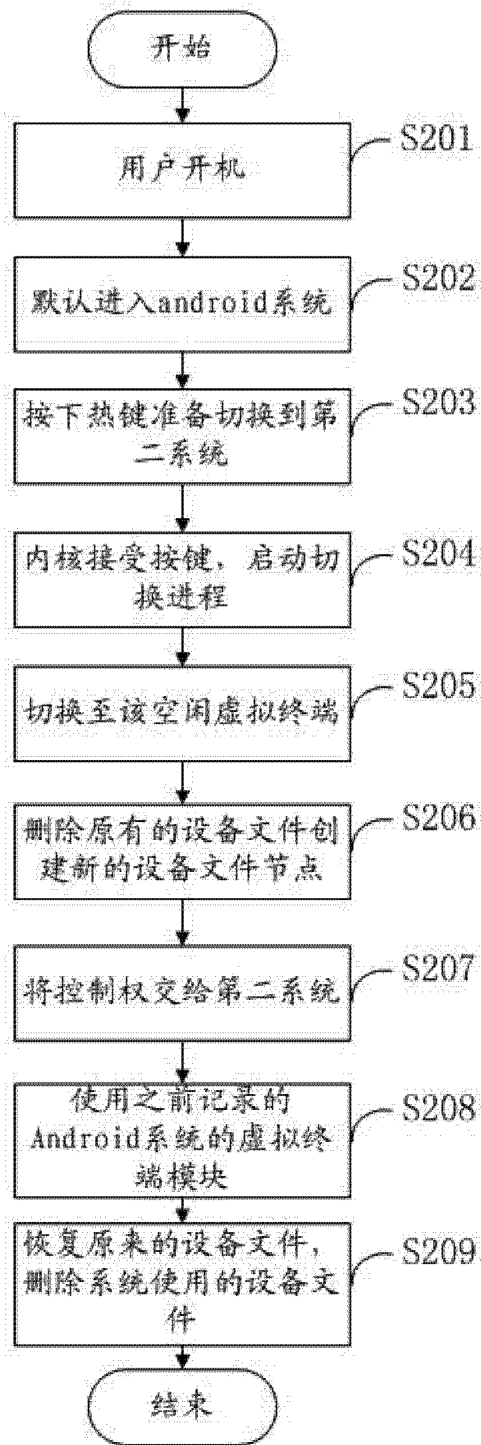 开始
用户开机
S201
默认进入android系统
S202
按下热键准备切换到第
二系统
S203
内核接受按键，启动切
换进程
S204
切换至该空闲虚拟终端
S205
删除原有的设备文件创
建新的设备文件节点
S206
将控制权交给第二系统
S207
使用之前记录的
Android系统的虚拟终
端模块
S208
恢复原来的设备文件，
删除系统使用的设备文
件
S209
结束